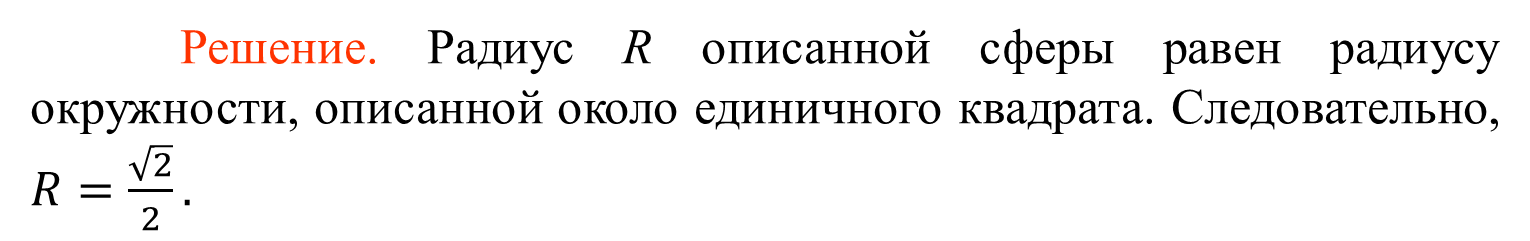 Решение. Радиус R описанной сферы равен радиусу
окружности, описанной около единичного квадрата. Следовательно,
R = √2/2.